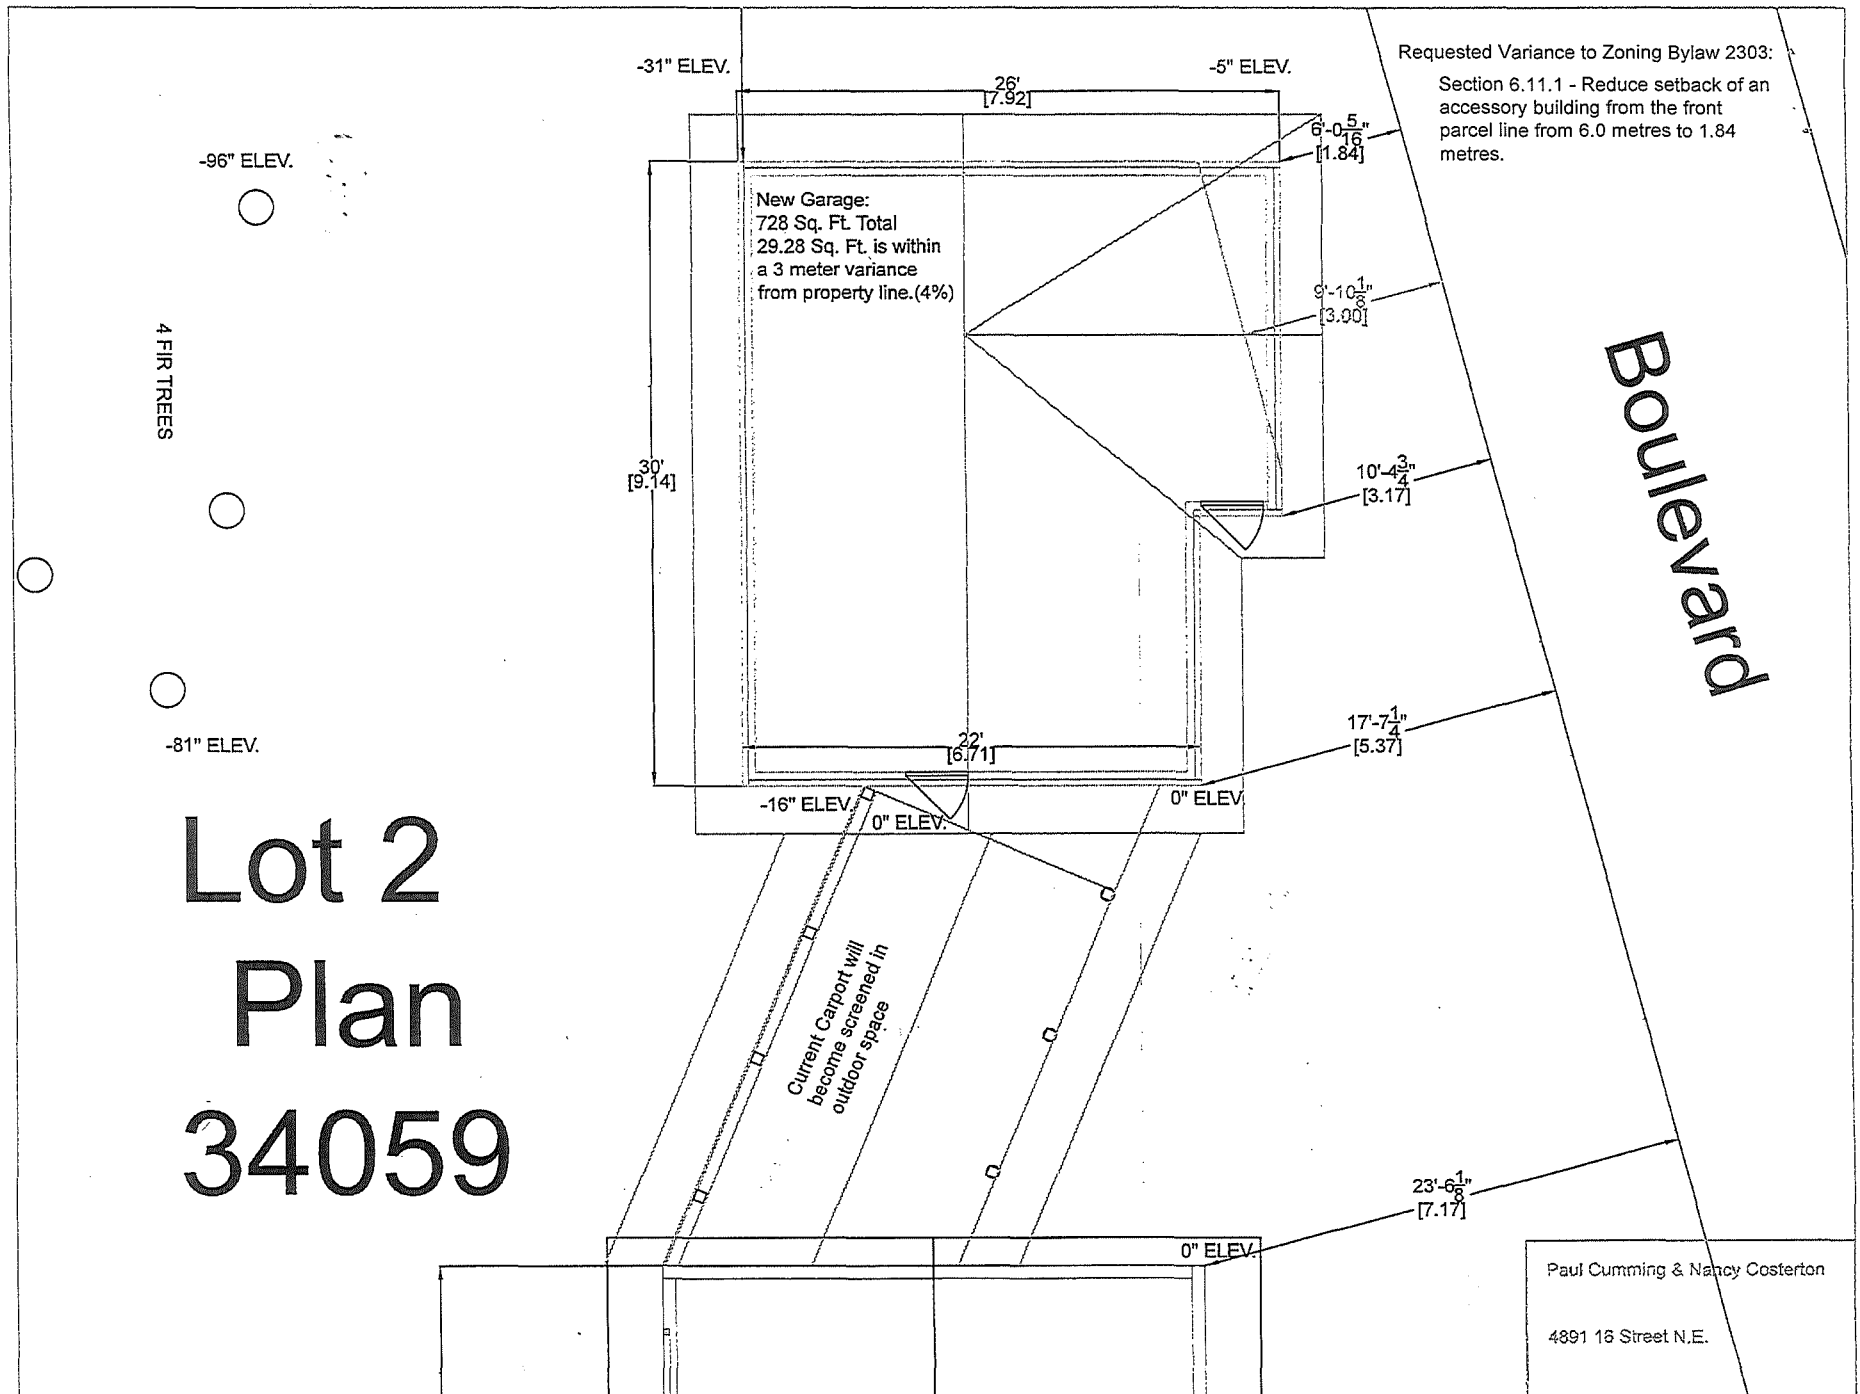 Requested Variance to Zoning Bylaw 2303:
Section 6.11.1 - Reduce setback of an
accessory building from the front
parcel line from 6.0 metres to 1.84
metres.
-31" ELEV.
-5" ELEV.
26'
[7.92]
6'-0 5/16"
[1.84]
-96" ELEV.
New Garage:
728 Sq. Ft. Total
29.28 Sq. Ft. is within
a 3 meter variance
from property line.(4%)
9'-10 1/8"
[3.00]
4 FIR TREES
Boulevard
30'
[9.14]
10'-4 3/4"
[3.17]
-81" ELEV.
22'
[6.71]
17'-7 1/4"
[5.37]
-16" ELEV.
0" ELEV.
0" ELEV
Lot 2
Plan
34059
Current Carport will
become screened in
outdoor space
23'-6 1/8"
[7.17]
0" ELEV.
Paul Cumming & Nancy Costerton
4891 16 Street N.E.